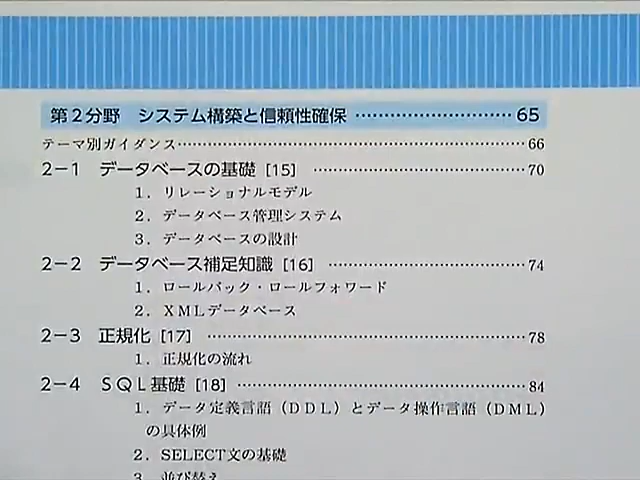 第2分野 システム構築と信頼性確保 ………………………… 65
テーマ別ガイダンス……………………………………………… 66
2−1 データベースの基礎 [15] ……………………………… 70
1．リレーショナルモデル
2．データベース管理システム
3．データベースの設計
2−2 データベース補足知識 [16] …………………………… 74
1．ロールバック・ロールフォワード
2．XMLデータベース
2−3 正規化 [17] ……………………………………………… 78
1．正規化の流れ
2−4 SQL基礎 [18] ………………………………………… 84
1．データ定義言語（DDL）とデータ操作言語（DML）
の具体例
2．SELECT文の基礎
3．並び替え